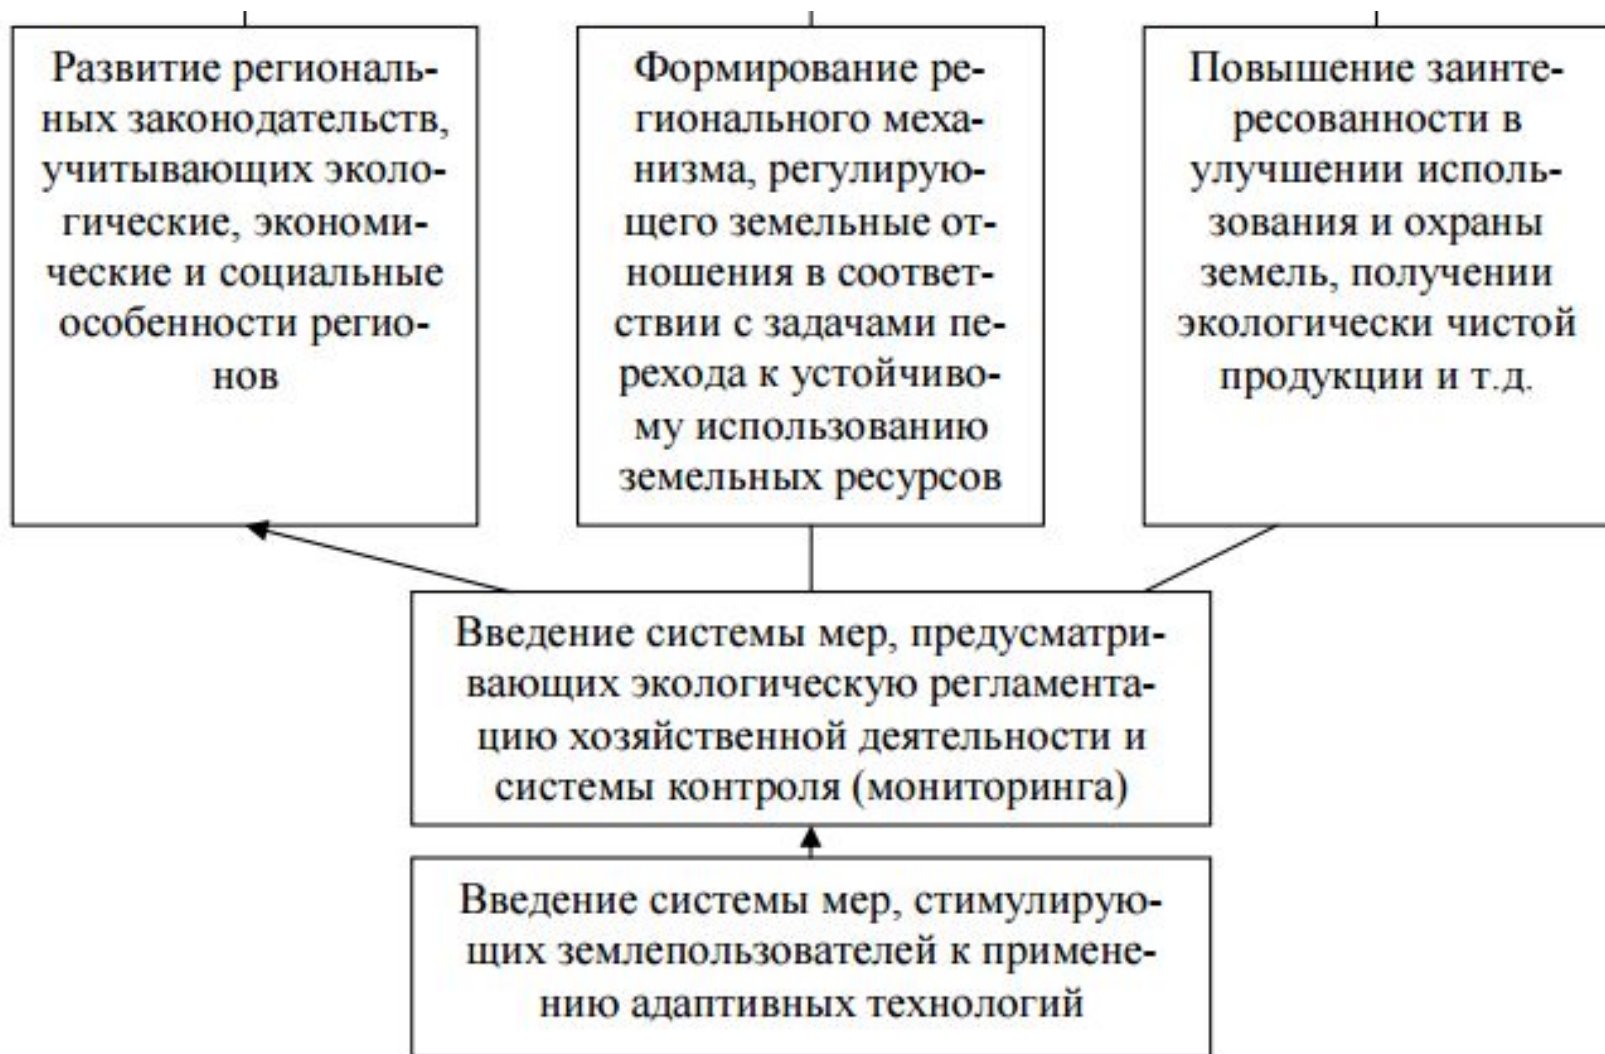 Развитие региональ-
ных законодательств,
учитывающих эколо-
гические, экономи-
ческие и социальные
особенности регио-
нов
Формирование ре-
гионального меха-
низма, регулирую-
щего земельные от-
ношения в соответ-
ствии с задачами пе-
рехода к устойчиво-
му использованию
земельных ресурсов
Повышение заинте-
ресованности в
улучшении исполь-
зования и охраны
земель, получении
экологически чистой
продукции и т.д.
Введение системы мер, предусматри-
вающих экологическую регламента-
цию хозяйственной деятельности и
системы контроля (мониторинга)
Введение системы мер, стимулирую-
щих землепользователей к примене-
нию адаптивных технологий